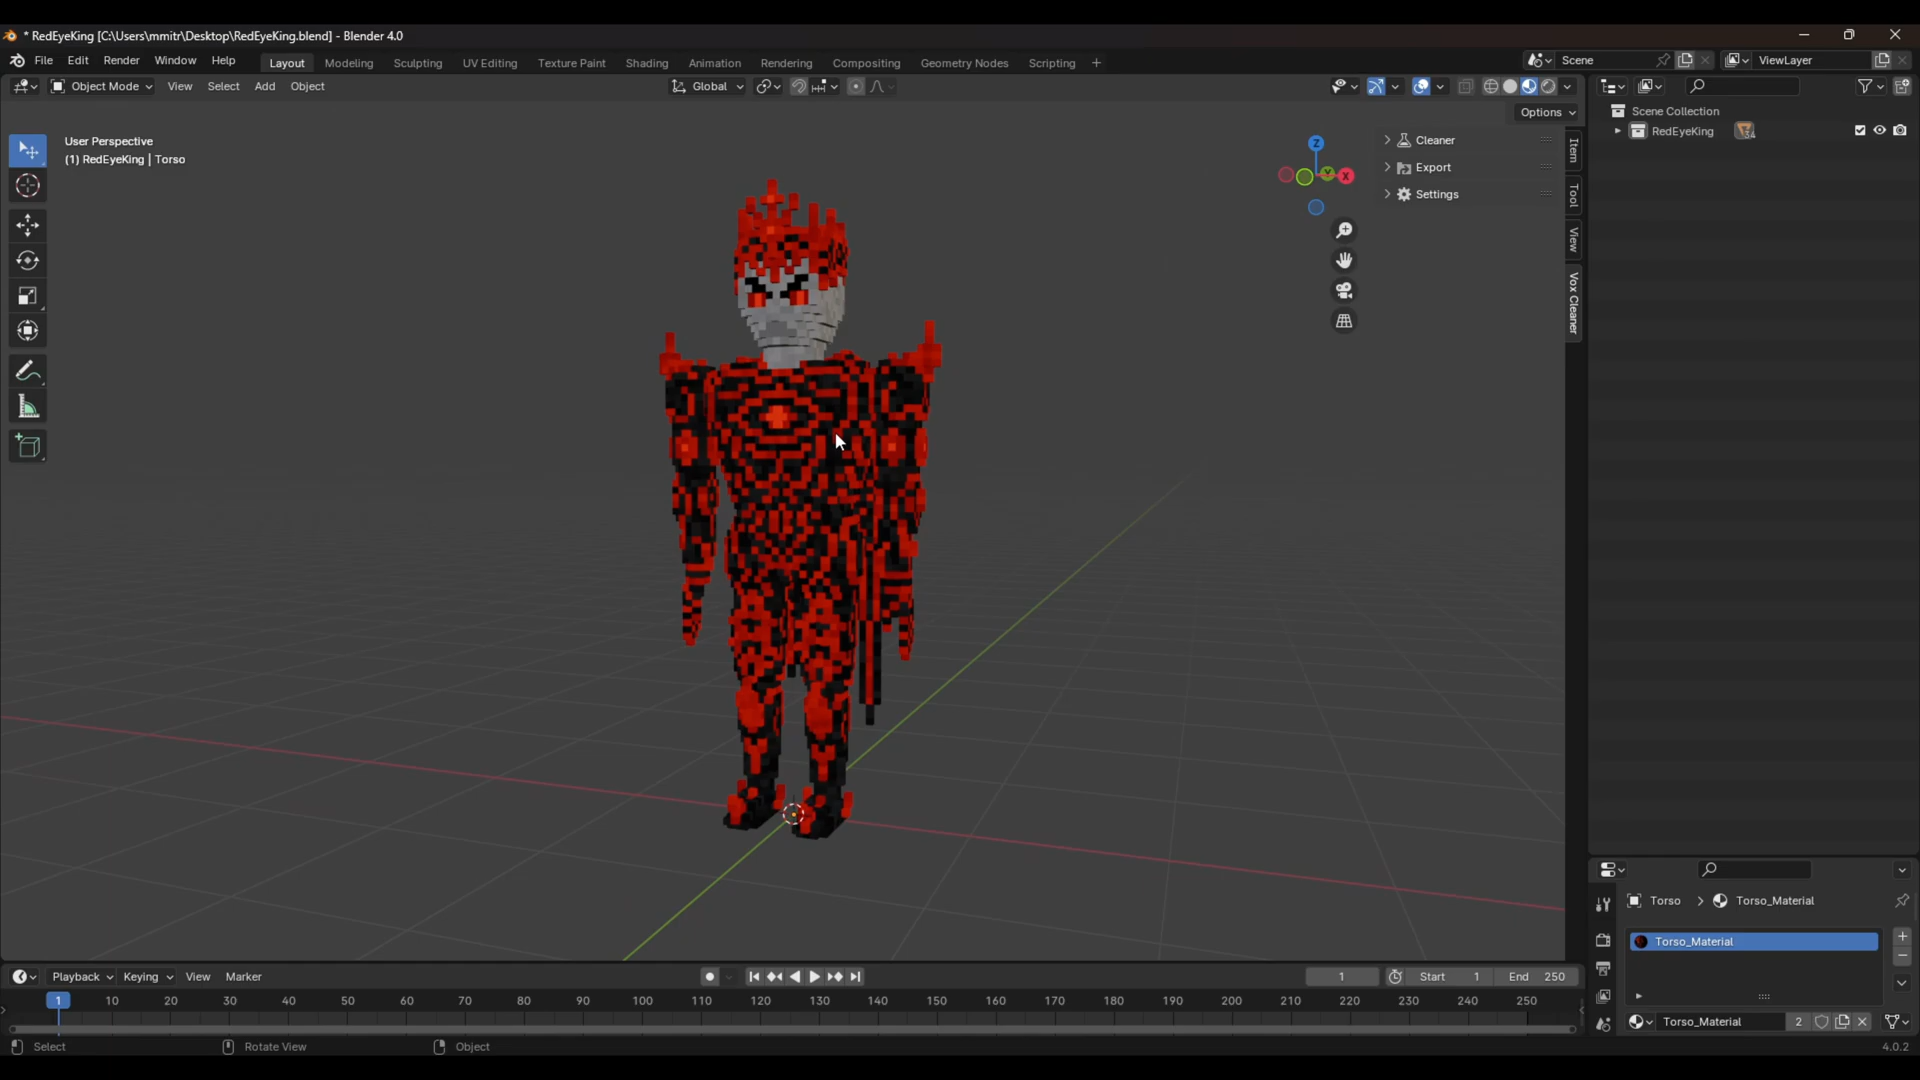 * RedEyeKing [C:\Users\mmitr\Desktop\RedEyeKing.blend] - Blender 4.0
File Edit Render Window Help Layout Modeling Sculpting UV Editing Texture Paint Shading Animation Rendering Compositing Geometry Nodes Scripting + Scene ViewLayer
Object Mode View Select Add Object Global
Options
User Perspective
(1) RedEyeKing | Torso
Z
X
Y
Cleaner
Export
Settings
Item
Tool
View
Vox Cleaner
Scene Collection
RedEyeKing 34
Torso > Torso_Material
Torso_Material
Torso_Material 2
Playback Keying View Marker 1 Start 1 End 250
1 10 20 30 40 50 60 70 80 90 100 110 120 130 140 150 160 170 180 190 200 210 220 230 240 250
Select Rotate View Object 4.0.2